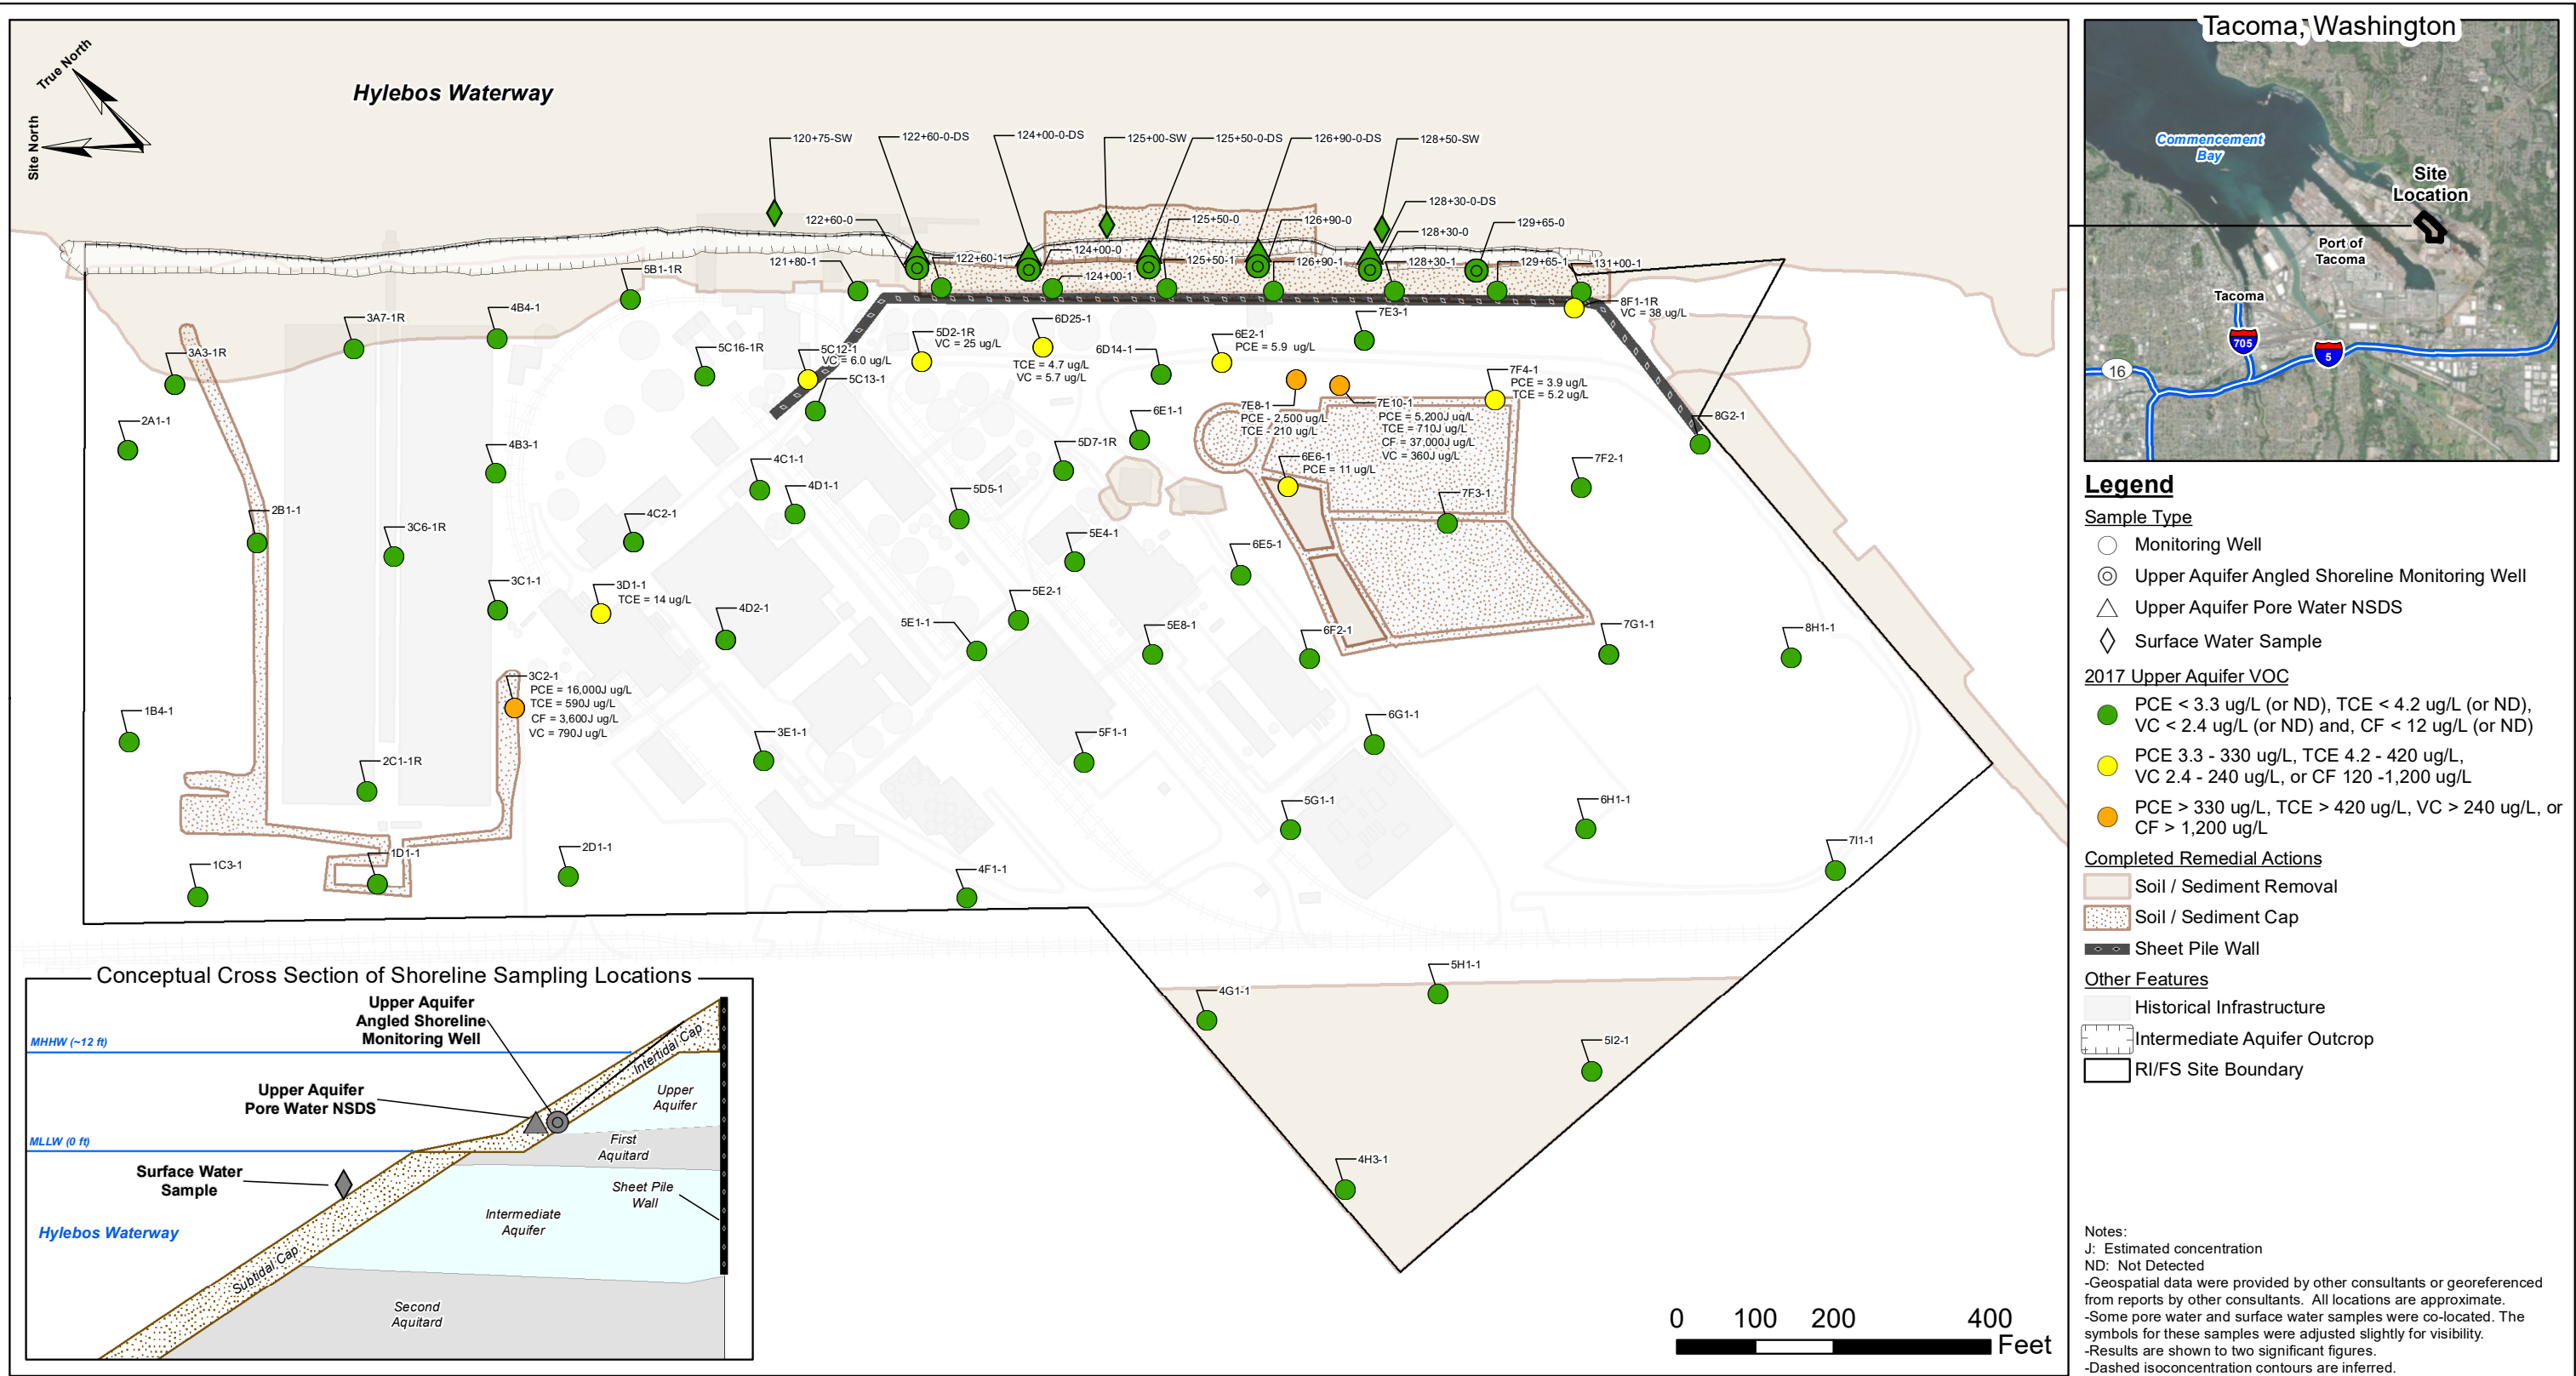 True North
Site North
Hylebos Waterway
120+75-SW
122+60-0-DS
124+00-0-DS
125+00-SW
125+50-0-DS
126+90-0-DS
128+50-SW
128+30-0-DS
122+60-0
125+50-0
126+90-0
129+65-0
128+30-0
124+00-0
121+80-1
122+60-1
125+50-1
126+90-1
128+30-1
129+65-1
131+00-1
124+00-1
5B1-1R
4B4-1
3A7-1R
3A3-1R
2A1-1
5C16-1R
5C12-1
VC = 6.0 ug/L
5C13-1
5D2-1R
VC = 25 ug/L
6D25-1
TCE = 4.7 ug/L
VC = 5.7 ug/L
6D14-1
6E2-1
PCE = 5.9 ug/L
7E3-1
8F1-1R
VC = 38 ug/L
7E8-1
PCE - 2,500 ug/L
TCE - 210 ug/L
7E10-1
PCE = 5,200J ug/L
TCE = 710J ug/L
CF = 37,000J ug/L
VC = 360J ug/L
7F4-1
PCE = 3.9 ug/L
TCE = 5.2 ug/L
8G2-1
6E1-1
5D7-1R
4B3-1
4C1-1
4D1-1
6E6-1
PCE = 11 ug/L
7F2-1
7F3-1
5D5-1
4C2-1
2B1-1
3C6-1R
5E4-1
6E5-1
3C1-1
3D1-1
TCE = 14 ug/L
4D2-1
5E2-1
5E1-1
5E8-1
6F2-1
7G1-1
8H1-1
3C2-1
PCE = 16,000J ug/L
TCE = 590J ug/L
CF = 3,600J ug/L
VC = 790J ug/L
1B4-1
2C1-1R
3E1-1
5F1-1
6G1-1
5G1-1
6H1-1
7I1-1
1C3-1
1D1-1
2D1-1
4F1-1
4G1-1
5H1-1
5I2-1
4H3-1
Conceptual Cross Section of Shoreline Sampling Locations
Upper Aquifer
Angled Shoreline
Monitoring Well
MHHW (~12 ft)
Intertidal Cap
Upper Aquifer
Pore Water NSDS
Upper
Aquifer
MLLW (0 ft)
First
Aquitard
Surface Water
Sample
Sheet Pile
Wall
Intermediate
Aquifer
Hylebos Waterway
Subtidal Cap
Second
Aquitard
0 100 200 400
Feet
Tacoma, Washington
Commencement
Bay
Site
Location
Port of
Tacoma
Tacoma
705
5
16
Legend
Sample Type
Monitoring Well
Upper Aquifer Angled Shoreline Monitoring Well
Upper Aquifer Pore Water NSDS
Surface Water Sample
2017 Upper Aquifer VOC
PCE < 3.3 ug/L (or ND), TCE < 4.2 ug/L (or ND),
VC < 2.4 ug/L (or ND) and, CF < 12 ug/L (or ND)
PCE 3.3 - 330 ug/L, TCE 4.2 - 420 ug/L,
VC 2.4 - 240 ug/L, or CF 120 -1,200 ug/L
PCE > 330 ug/L, TCE > 420 ug/L, VC > 240 ug/L, or
CF > 1,200 ug/L
Completed Remedial Actions
Soil / Sediment Removal
Soil / Sediment Cap
Sheet Pile Wall
Other Features
Historical Infrastructure
Intermediate Aquifer Outcrop
RI/FS Site Boundary
Notes:
J: Estimated concentration
ND: Not Detected
-Geospatial data were provided by other consultants or georeferenced
from reports by other consultants. All locations are approximate.
-Some pore water and surface water samples were co-located. The
symbols for these samples were adjusted slightly for visibility.
-Results are shown to two significant figures.
-Dashed isoconcentration contours are inferred.